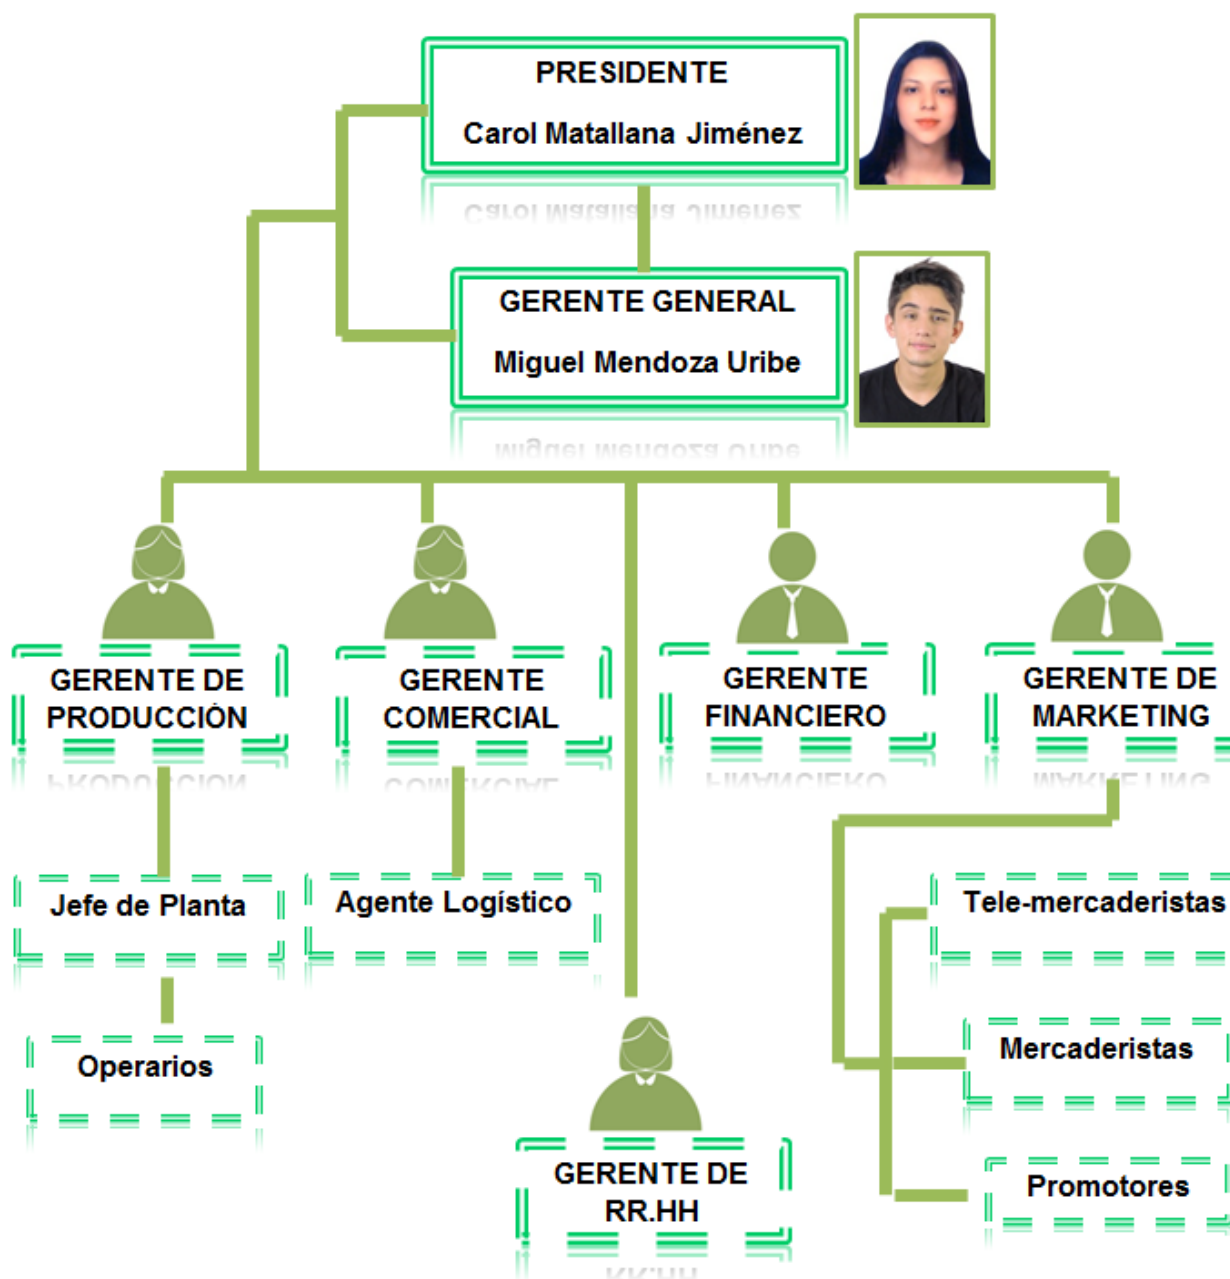 PRESIDENTE
Carol Matallana Jiménez
GERENTE GENERAL
Miguel Mendoza Uribe
GERENTE DE
PRODUCCIÓN
GERENTE
COMERCIAL
GERENTE
FINANCIERO
GERENTE DE
MARKETING
Jefe de Planta
Agente Logístico
Tele-mercaderistas
Operarios
Mercaderistas
GERENTE DE
RR.HH
Promotores